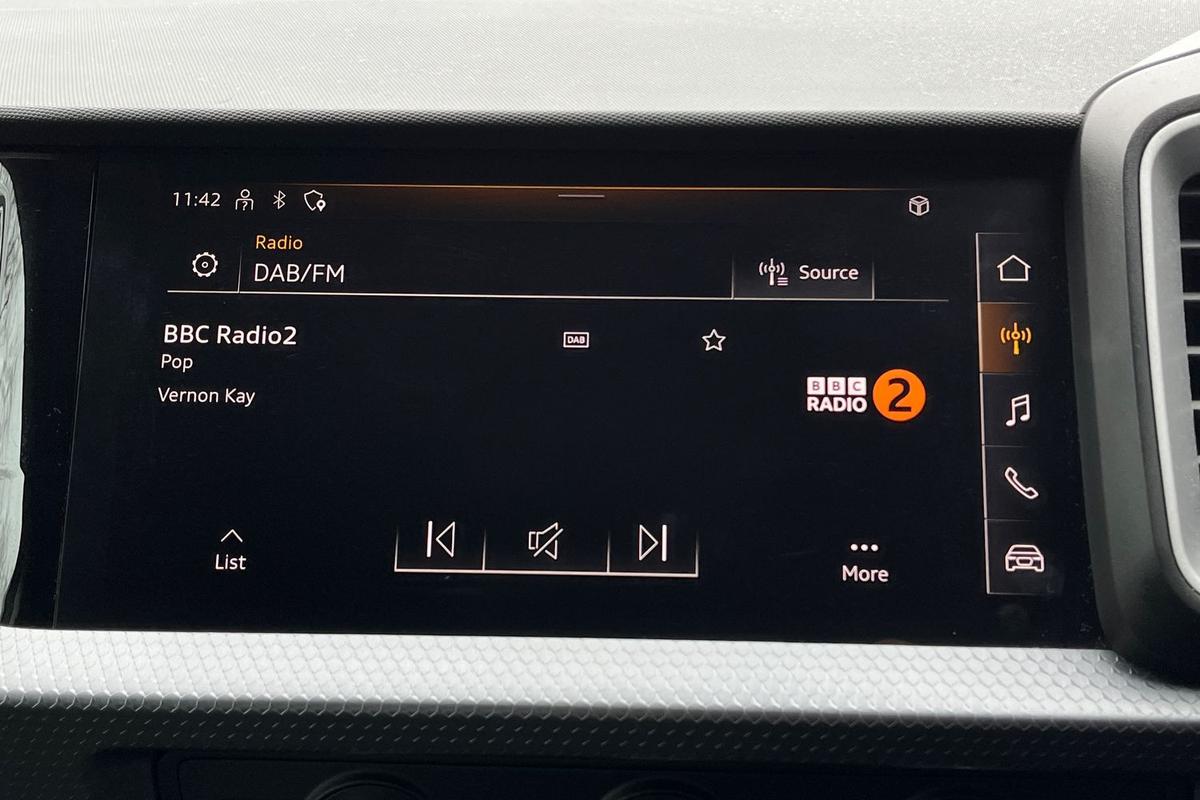 11:42
Radio
DAB/FM
Source
BBC Radio2
DAB
Pop
Vernon Kay
BBC
RADIO 2
List
More